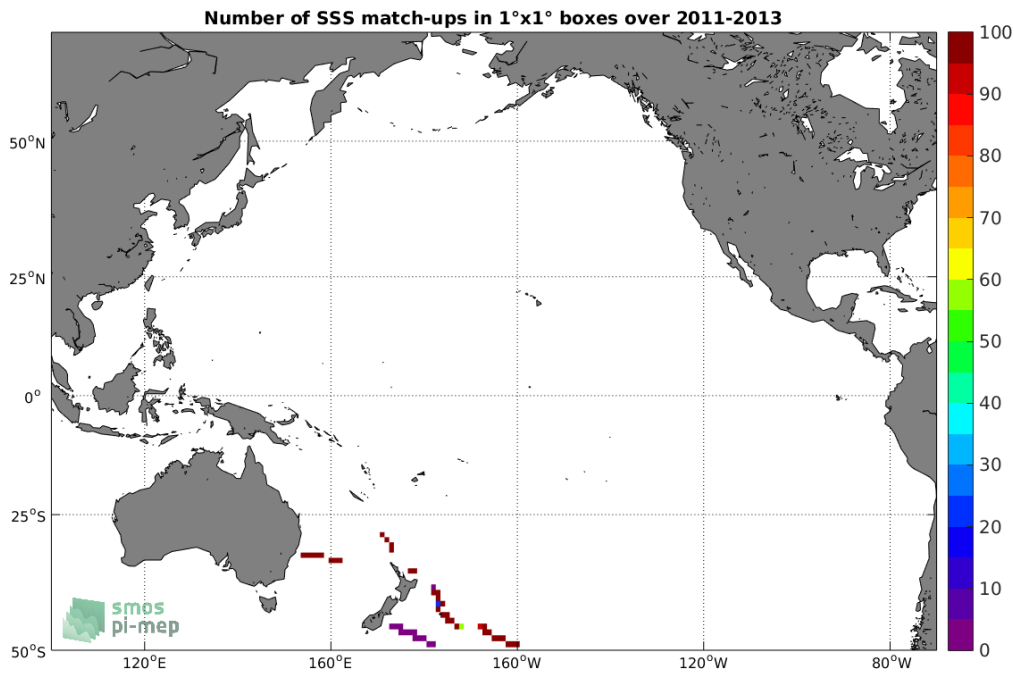 Number of SSS match-ups in 1°x1° boxes over 2011-2013
50°N
25°N
0°
25°S
50°S
120°E
160°E
160°W
120°W
80°W
100
90
80
70
60
50
40
30
20
10
0
smos
pi-mep